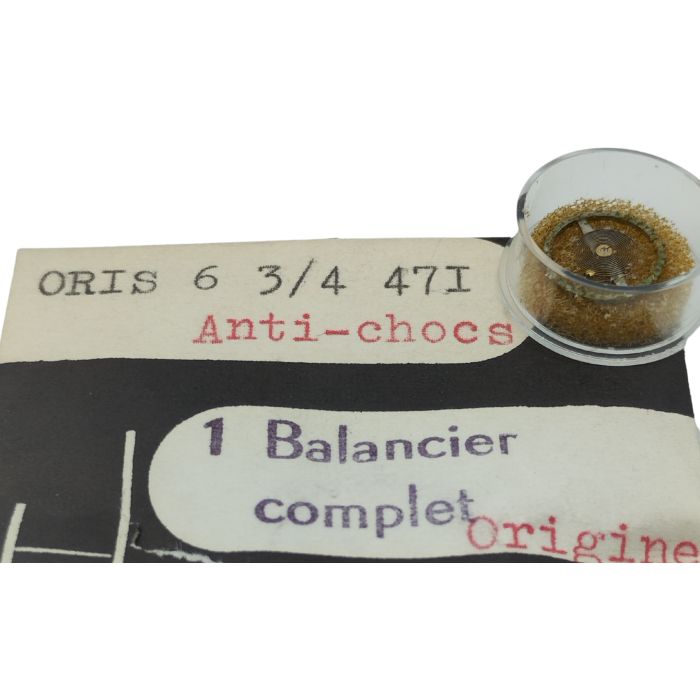 ORIS 6 3/4 47I
Anti-chocs
1 Balancier
complet
Origine